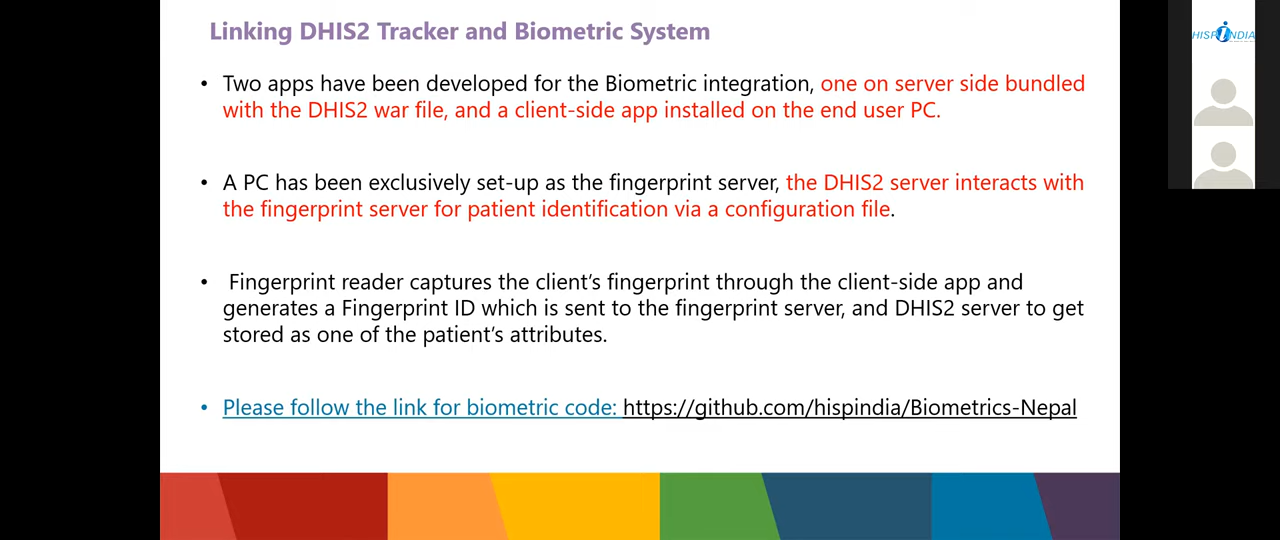 Linking DHIS2 Tracker and Biometric System
• Two apps have been developed for the Biometric integration, one on server side bundled
with the DHIS2 war file, and a client-side app installed on the end user PC.
• A PC has been exclusively set-up as the fingerprint server, the DHIS2 server interacts with
the fingerprint server for patient identification via a configuration file.
• Fingerprint reader captures the client’s fingerprint through the client-side app and
generates a Fingerprint ID which is sent to the fingerprint server, and DHIS2 server to get
stored as one of the patient’s attributes.
• Please follow the link for biometric code: https://github.com/hispindia/Biometrics-Nepal
HISPINDIA